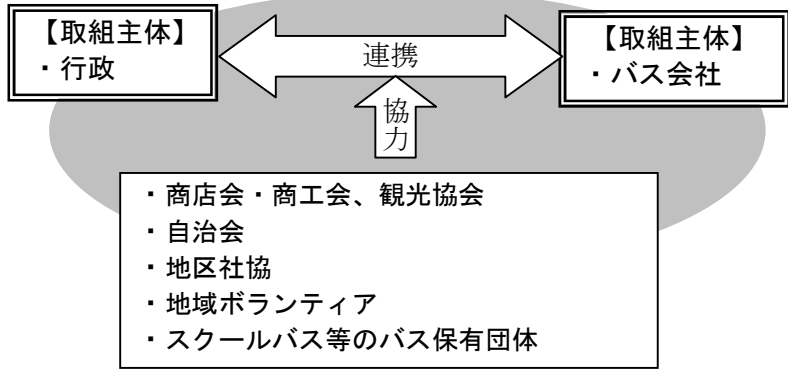 【取組主体】
・行政
連携
【取組主体】
・バス会社
協力
・商店会・商工会、観光協会
・自治会
・地区社協
・地域ボランティア
・スクールバス等のバス保有団体